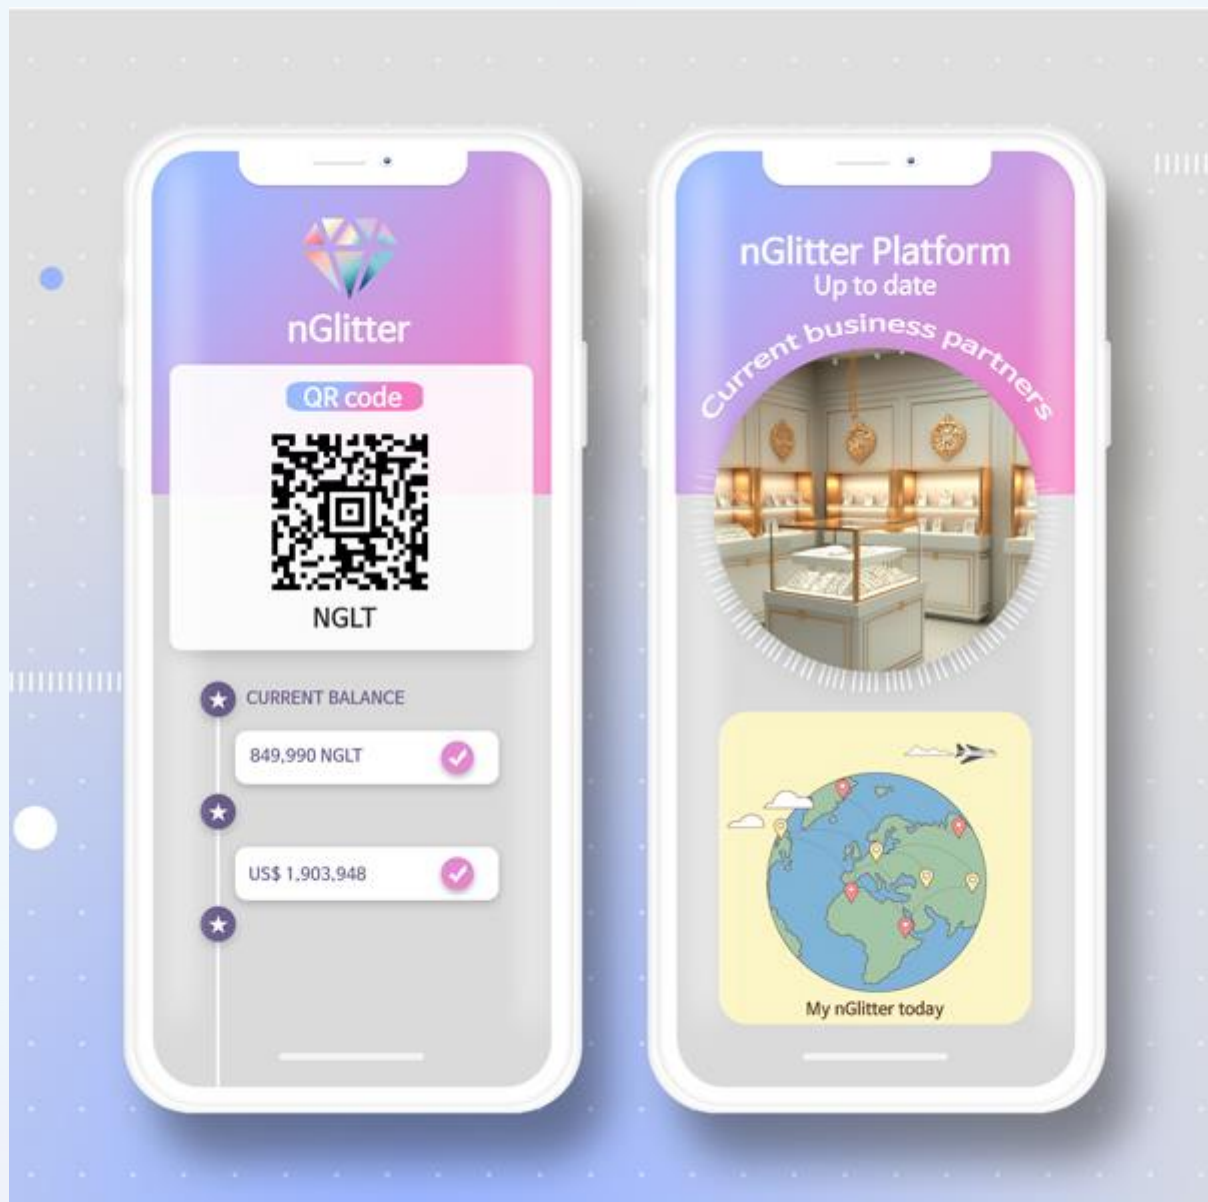 nGlitter
QR code
NGLT
CURRENT BALANCE
849,990 NGLT
US$ 1,903,948
nGlitter Platform
Up to date
Current business partners
My nGlitter today